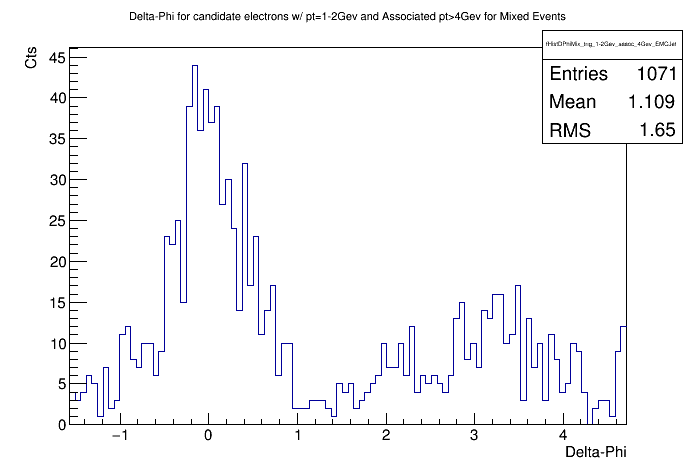 Delta-Phi for candidate electrons w/ pt=1-2Gev and Associated pt>4Gev for Mixed Events
fHistDPhiMix_trig_1-2Gev_assoc_4Gev_EMCJet
Entries 1071
Mean 1.109
RMS 1.65
Cts
45
40
35
30
25
20
15
10
5
0
−1 0 1 2 3 4
Delta-Phi